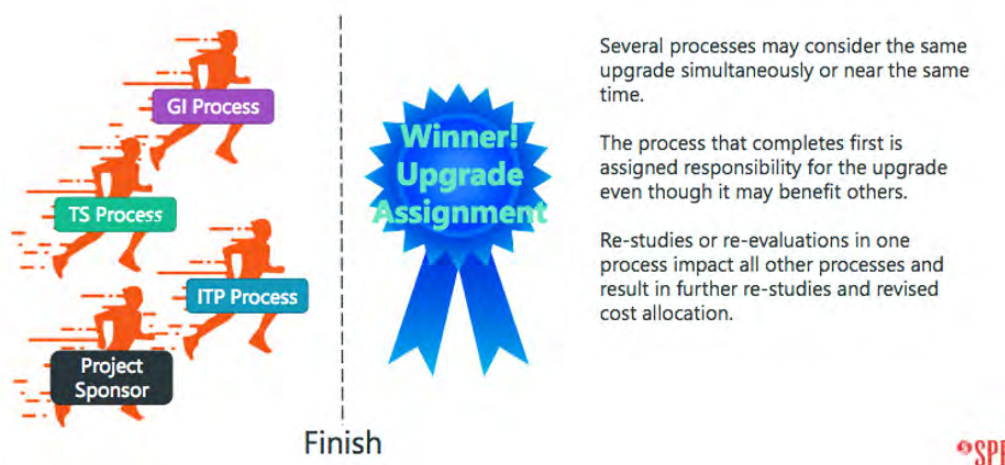 GI Process
TS Process
ITP Process
Project
Sponsor
Finish
Winner!
Upgrade
Assignment
Several processes may consider the same
upgrade simultaneously or near the same
time.
The process that completes first is
assigned responsibility for the upgrade
even though it may benefit others.
Re-studies or re-evaluations in one
process impact all other processes and
result in further re-studies and revised
cost allocation.